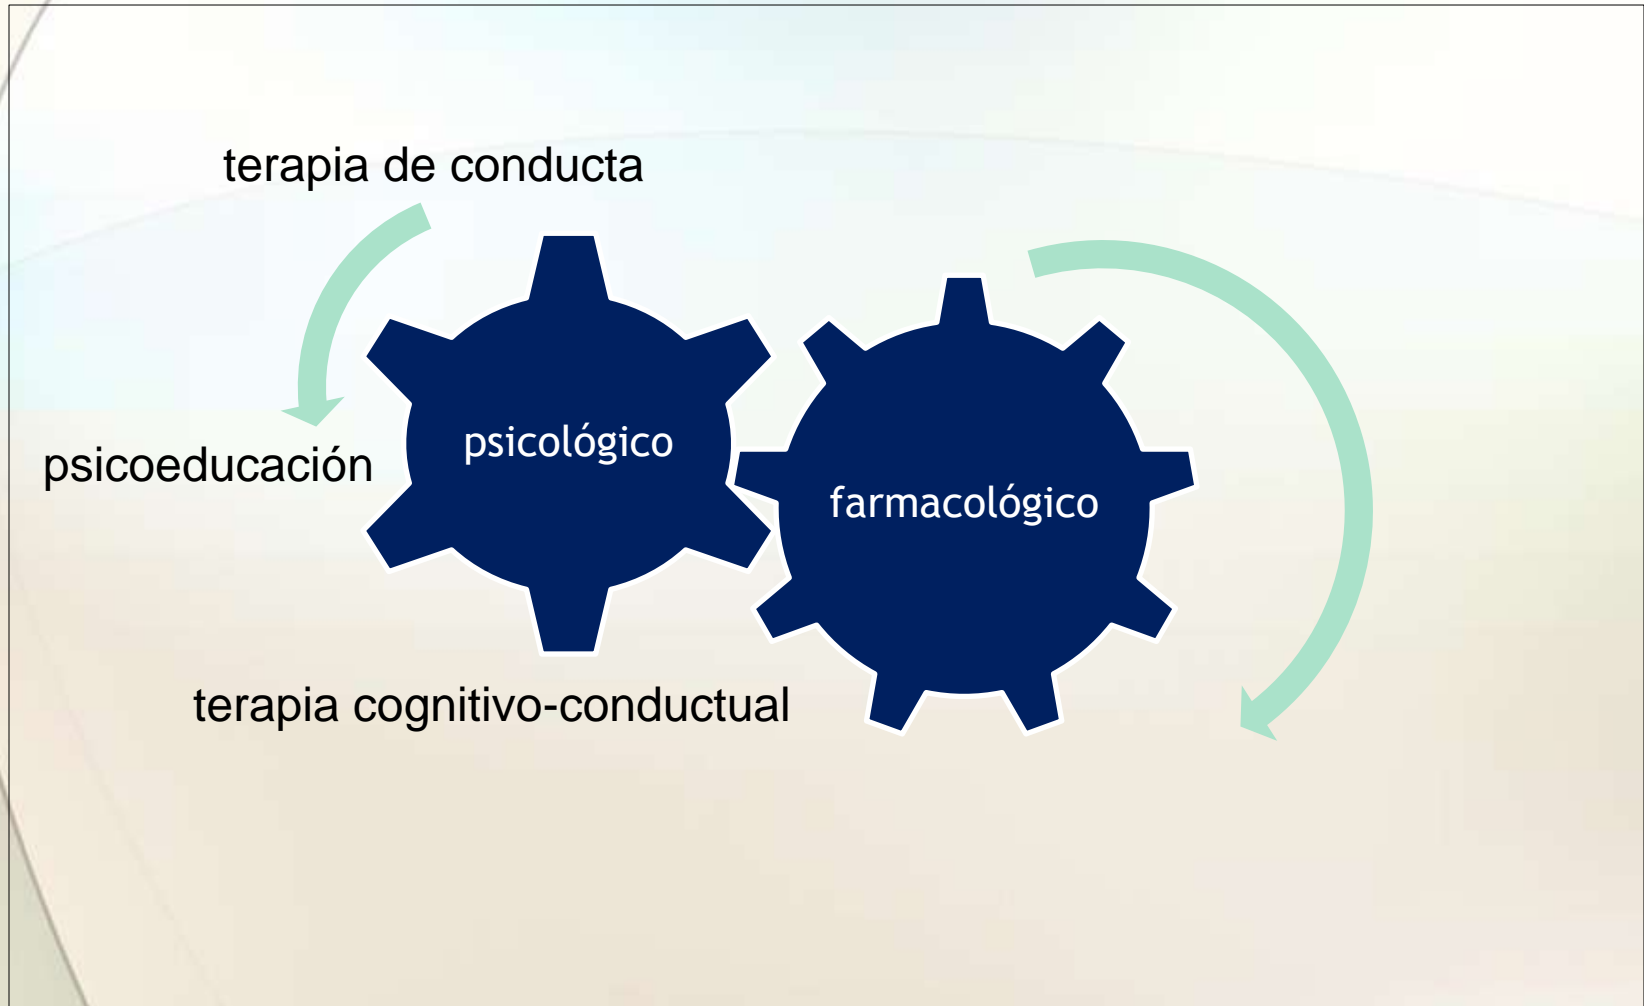 terapia de conducta
psicológico
psicoeducación
farmacológico
terapia cognitivo-conductual